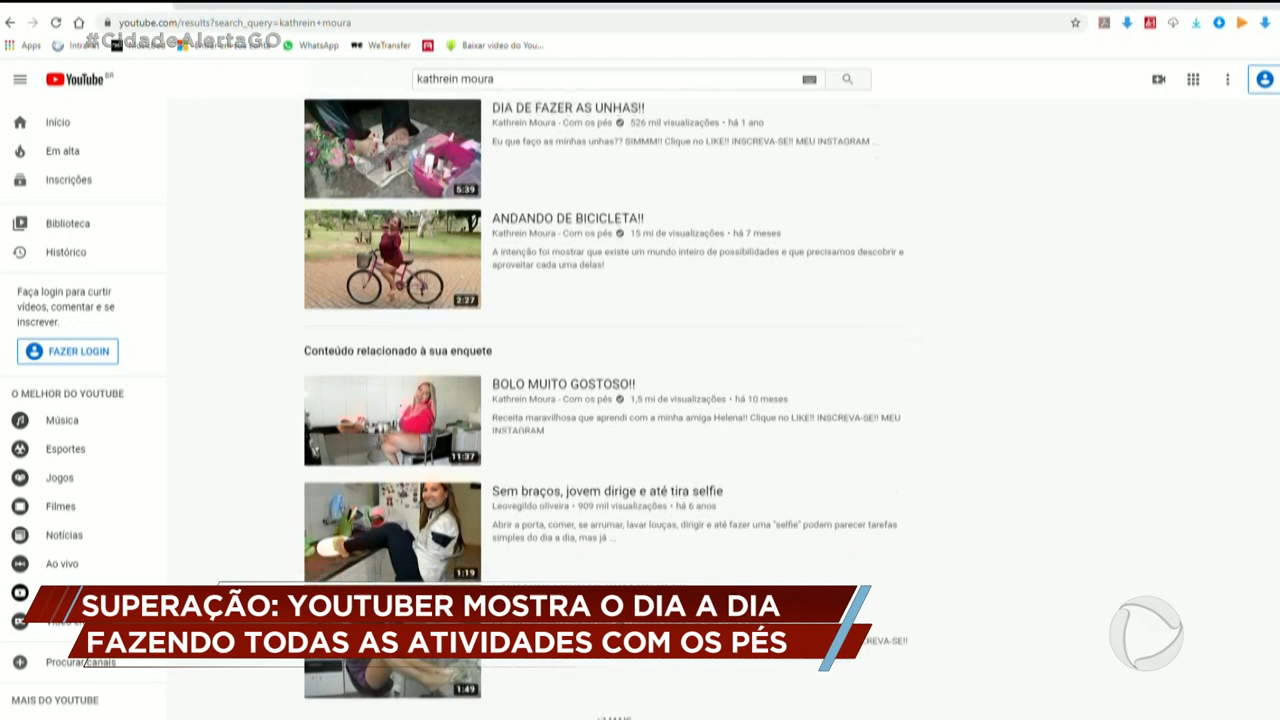 youtube.com/results?search_query=kathrein+moura
#CidadeAlertaGO
Apps
WhatsApp
WeTransfer
Baixar video do You...
YouTube BR
kathrein moura
Início
Em alta
Inscrições
Biblioteca
Histórico
Faça login para curtir
vídeos, comentar e se
inscrever.
FAZER LOGIN
O MELHOR DO YOUTUBE
Música
Esportes
Jogos
Filmes
Notícias
Ao vivo
Procurar canais
MAIS DO YOUTUBE
DIA DE FAZER AS UNHAS!!
Kathrein Moura - Com os pés 526 mil visualizações • há 1 ano
Eu que faço as minhas unhas?? SIMMM!! Clique no LIKE!! INSCREVA-SE!! MEU INSTAGRAM ...
5:39
ANDANDO DE BICICLETA!!
Kathrein Moura - Com os pés 15 mi de visualizações • há 7 meses
A intenção foi mostrar que existe um mundo inteiro de possibilidades e que precisamos descobrir e
aproveitar cada uma delas!
2:27
Conteúdo relacionado à sua enquete
BOLO MUITO GOSTOSO!!
Kathrein Moura - Com os pés 1,5 mi de visualizações • há 10 meses
Receita maravilhosa que aprendi com a minha amiga Helena!! Clique no LIKE!! INSCREVA-SE!! MEU
INSTAGRAM
11:37
Sem braços, jovem dirige e até tira selfie
Leovegildo oliveira • 909 mil visualizações • há 6 anos
Abrir a porta, comer, se arrumar, lavar louças, dirigir e até fazer uma "selfie" podem parecer tarefas
simples do dia a dia, mas já ...
1:19
SUPERAÇÃO: YOUTUBER MOSTRA O DIA A DIA
FAZENDO TODAS AS ATIVIDADES COM OS PÉS
CREVA-SE!!
1:49